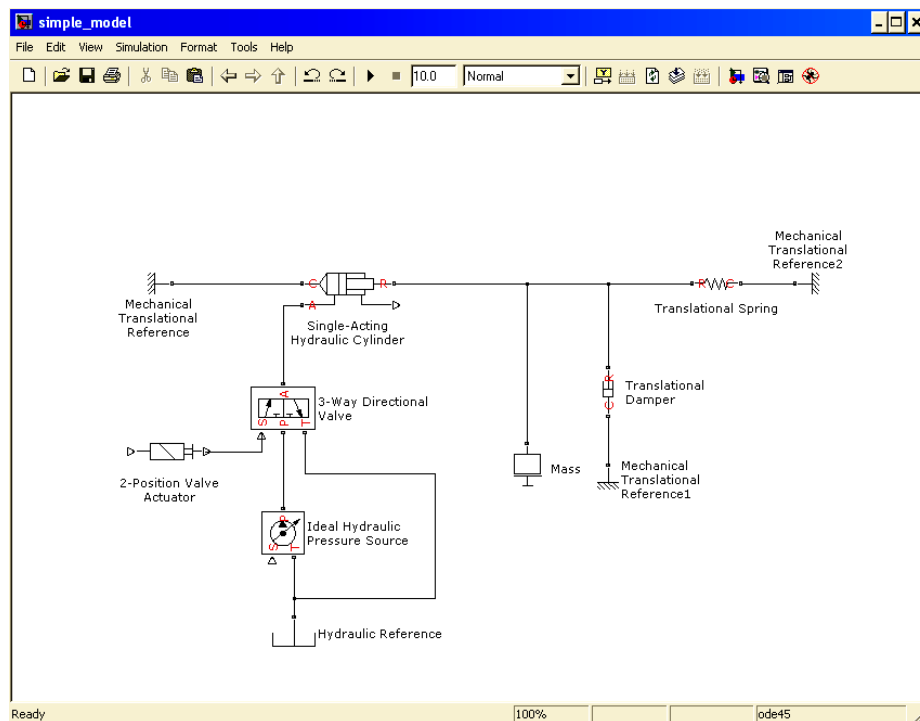 simple_model
File Edit View Simulation Format Tools Help
10.0 Normal
Mechanical
Translational
Reference2
C R
R C
A
Mechanical
Translational
Reference
Single-Acting
Hydraulic Cylinder
Translational Spring
R
C
Translational
Damper
A
S P T
3-Way Directional
Valve
2-Position Valve
Actuator
Mass
Mechanical
Translational
Reference1
P
S T
Ideal Hydraulic
Pressure Source
Hydraulic Reference
Ready 100% ode45